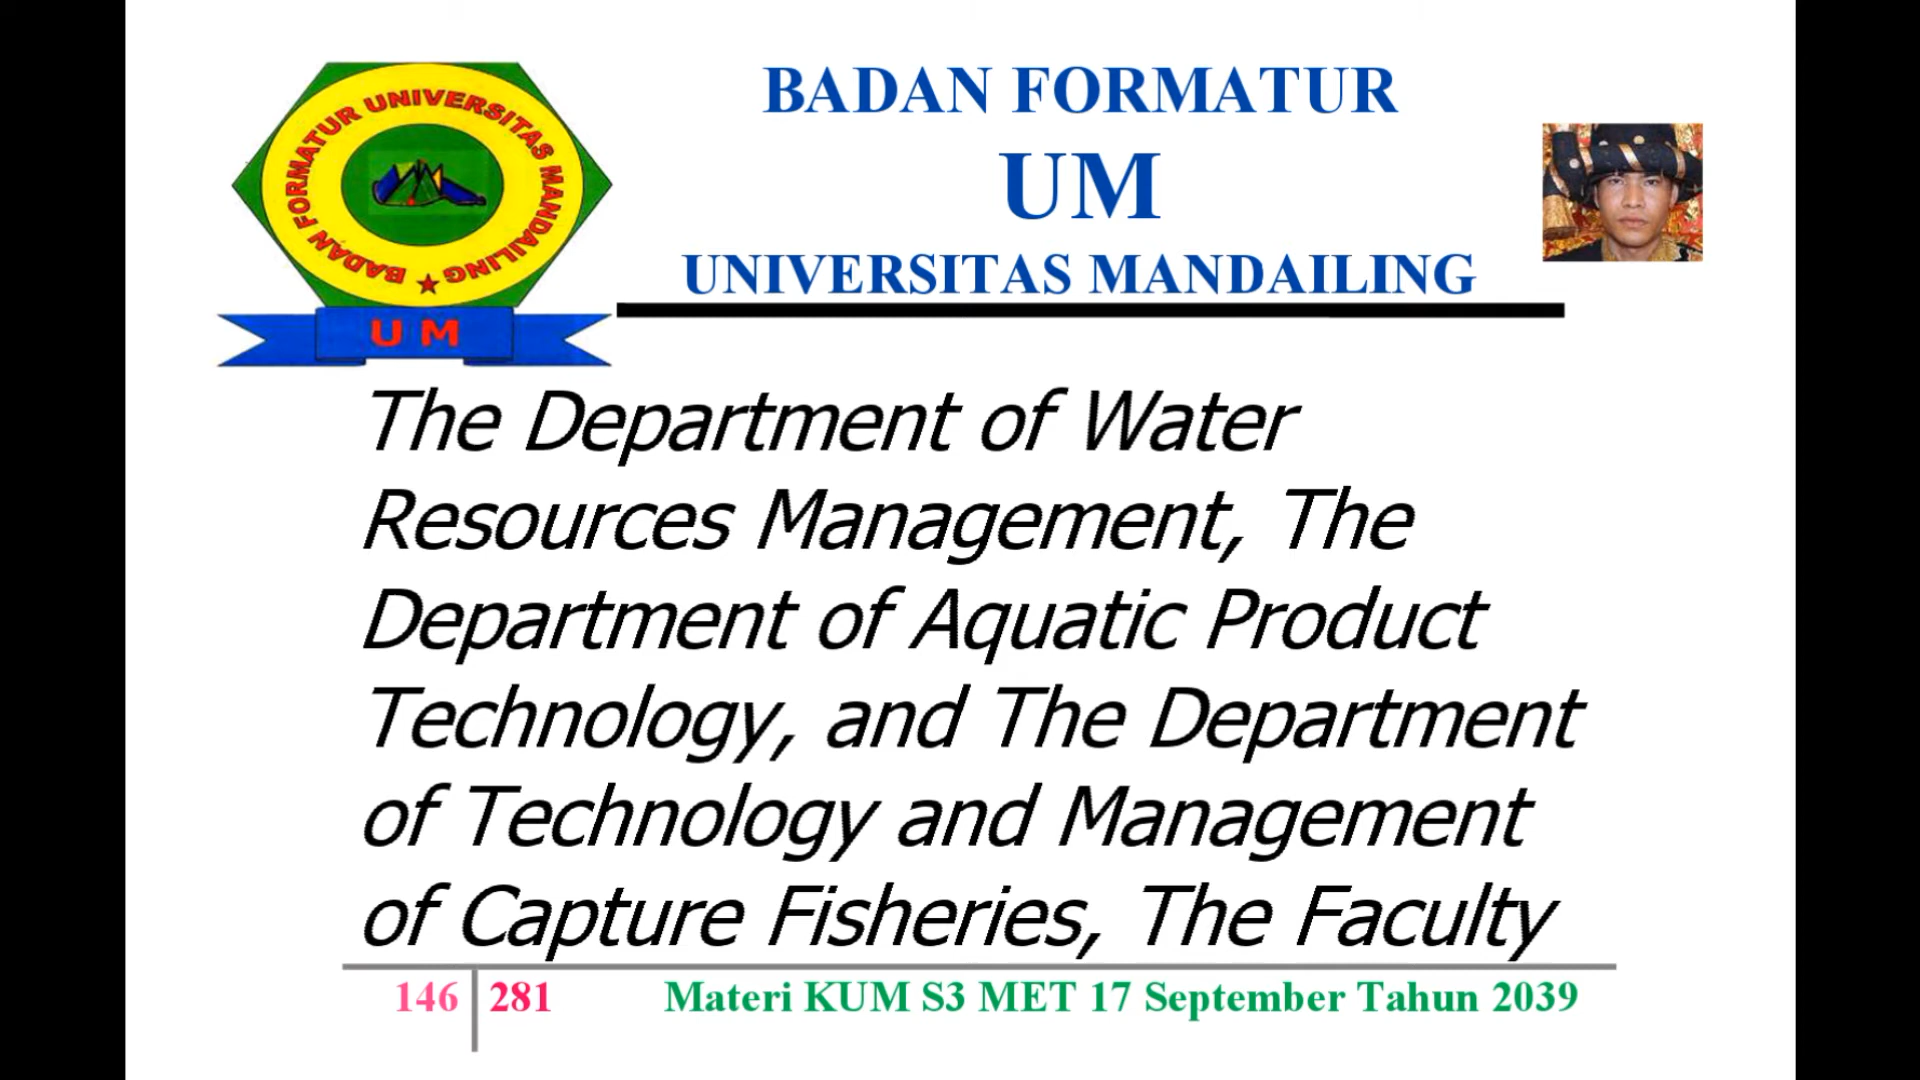 BADAN FORMATUR UNIVERSITAS MANDAILING
U M
BADAN FORMATUR
UM
UNIVERSITAS MANDAILING
The Department of Water
Resources Management, The
Department of Aquatic Product
Technology, and The Department
of Technology and Management
of Capture Fisheries, The Faculty
146 281 Materi KUM S3 MET 17 September Tahun 2039